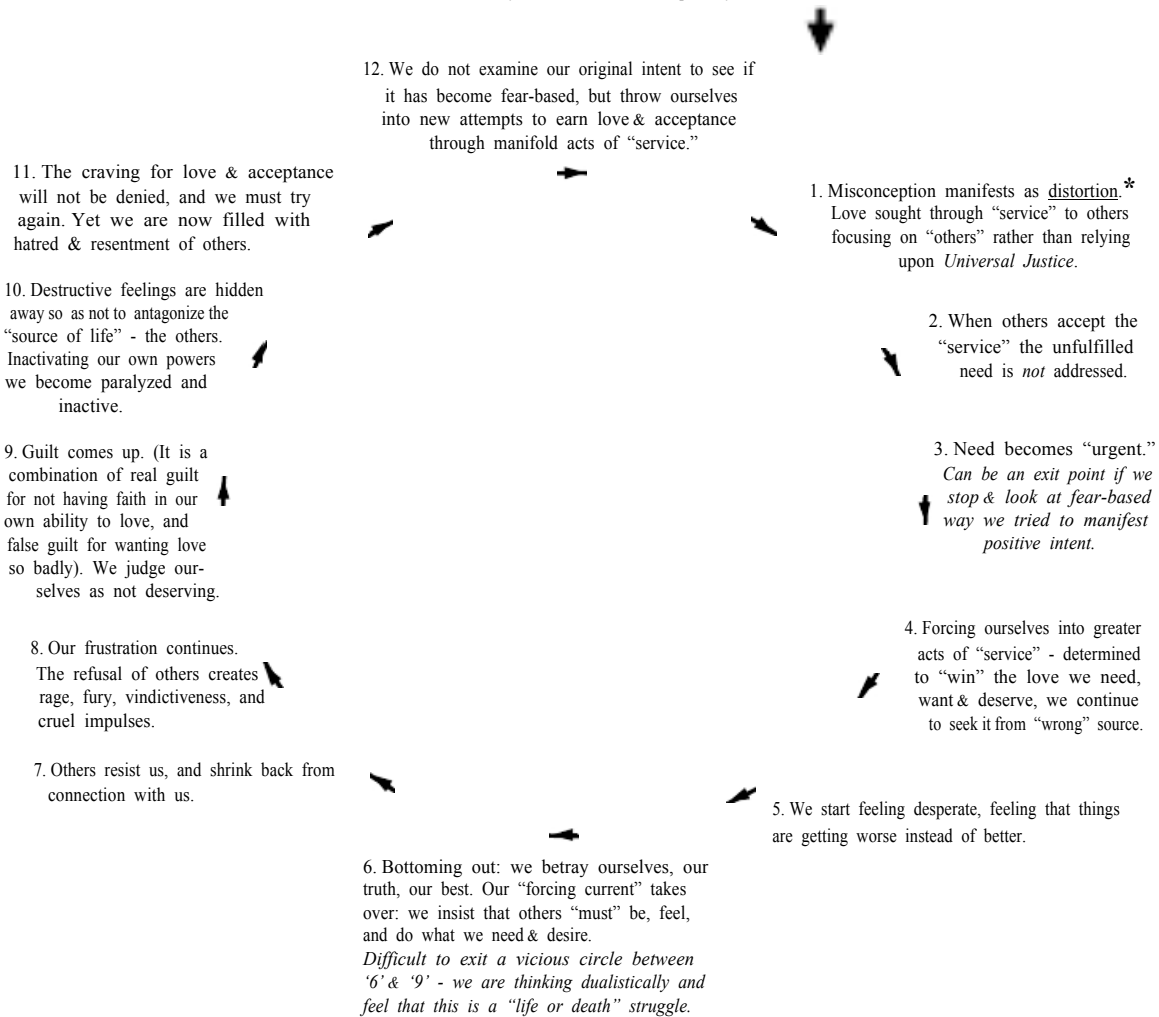 12. We do not examine our original intent to see if
it has become fear-based, but throw ourselves
into new attempts to earn love & acceptance
through manifold acts of “service.”
1. Misconception manifests as distortion.*
Love sought through “service” to others
focusing on “others” rather than relying
upon Universal Justice.
2. When others accept the
“service” the unfulfilled
need is not addressed.
3. Need becomes “urgent.”
Can be an exit point if we
stop & look at fear-based
way we tried to manifest
positive intent.
4. Forcing ourselves into greater
acts of “service” - determined
to “win” the love we need,
want & deserve, we continue
to seek it from “wrong” source.
5. We start feeling desperate, feeling that things
are getting worse instead of better.
6. Bottoming out: we betray ourselves, our
truth, our best. Our “forcing current” takes
over: we insist that others “must” be, feel,
and do what we need & desire.
Difficult to exit a vicious circle between
‘6’ & ‘9’ - we are thinking dualistically and
feel that this is a “life or death” struggle.
7. Others resist us, and shrink back from
connection with us.
8. Our frustration continues.
The refusal of others creates
rage, fury, vindictiveness, and
cruel impulses.
9. Guilt comes up. (It is a
combination of real guilt
for not having faith in our
own ability to love, and
false guilt for wanting love
so badly). We judge our-
selves as not deserving.
10. Destructive feelings are hidden
away so as not to antagonize the
“source of life” - the others.
Inactivating our own powers
we become paralyzed and
inactive.
11. The craving for love & acceptance
will not be denied, and we must try
again. Yet we are now filled with
hatred & resentment of others.